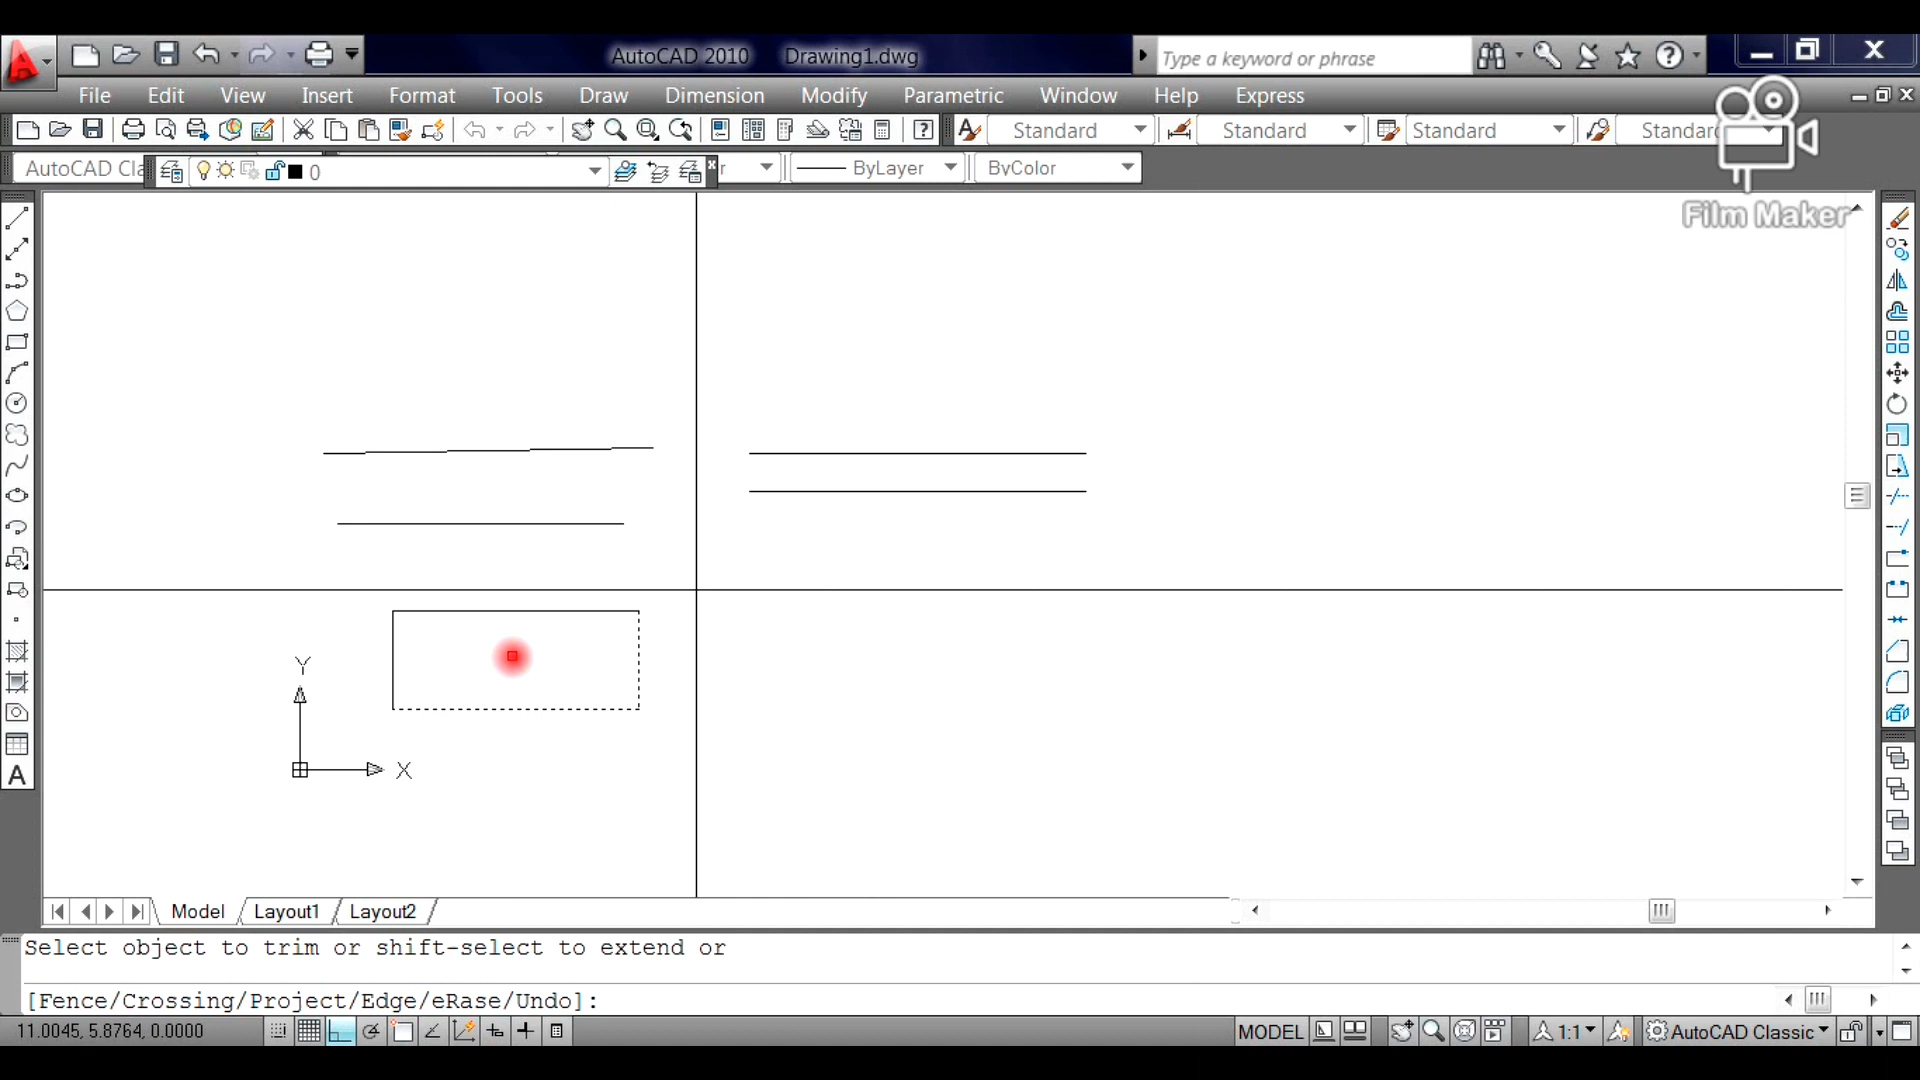 AutoCAD 2010 Drawing1.dwg Type a keyword or phrase
File Edit View Insert Format Tools Draw Dimension Modify Parametric Window Help Express
Standard Standard Standard Standard
AutoCAD Cla 0 r ByLayer ByColor
Film Maker
Y
X
A
Model Layout1 Layout2
Select object to trim or shift-select to extend or
[Fence/Crossing/Project/Edge/eRase/Undo]:
11.0045, 5.8764, 0.0000 MODEL 1:1 AutoCAD Classic